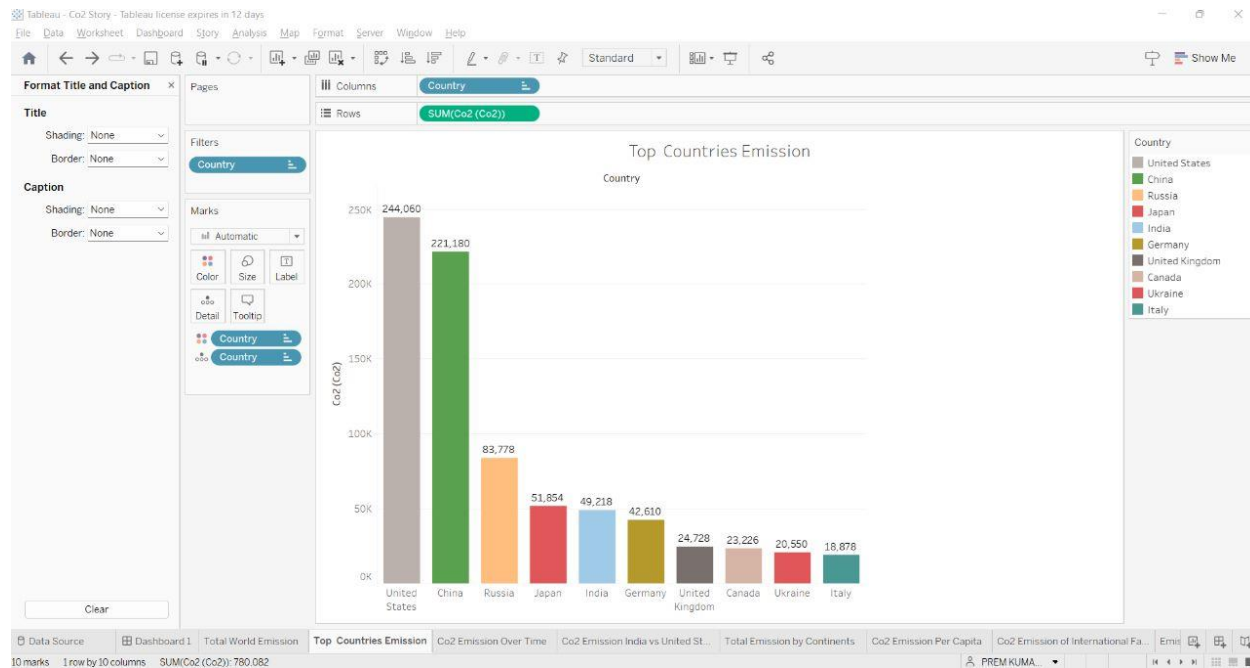 Tableau - Co2 Story - Tableau license expires in 12 days
File Data Worksheet Dashboard Story Analysis Map Format Server Window Help
Standard
Show Me
Format Title and Caption
Title
Shading: None
Border: None
Caption
Shading: None
Border: None
Clear
Pages
Filters
Country
Marks
Automatic
Color Size Label
Detail Tooltip
Country
Country
Columns Country
Rows SUM(Co2 (Co2))
Top Countries Emission
Country
Co2 (Co2)
250K
200K
150K
100K
50K
0K
244,060
221,180
83,778
51,854
49,218
42,610
24,728
23,226
20,550
18,878
United States
China
Russia
Japan
India
Germany
United Kingdom
Canada
Ukraine
Italy
Country
United States
China
Russia
Japan
India
Germany
United Kingdom
Canada
Ukraine
Italy
Data Source Dashboard 1 Total World Emission Top Countries Emission Co2 Emission Over Time Co2 Emission India vs United St... Total Emission by Continents Co2 Emission Per Capita Co2 Emission of International Fa... Emis
10 marks 1 row by 10 columns SUM(Co2 (Co2)): 780,082
PREM KUMA...